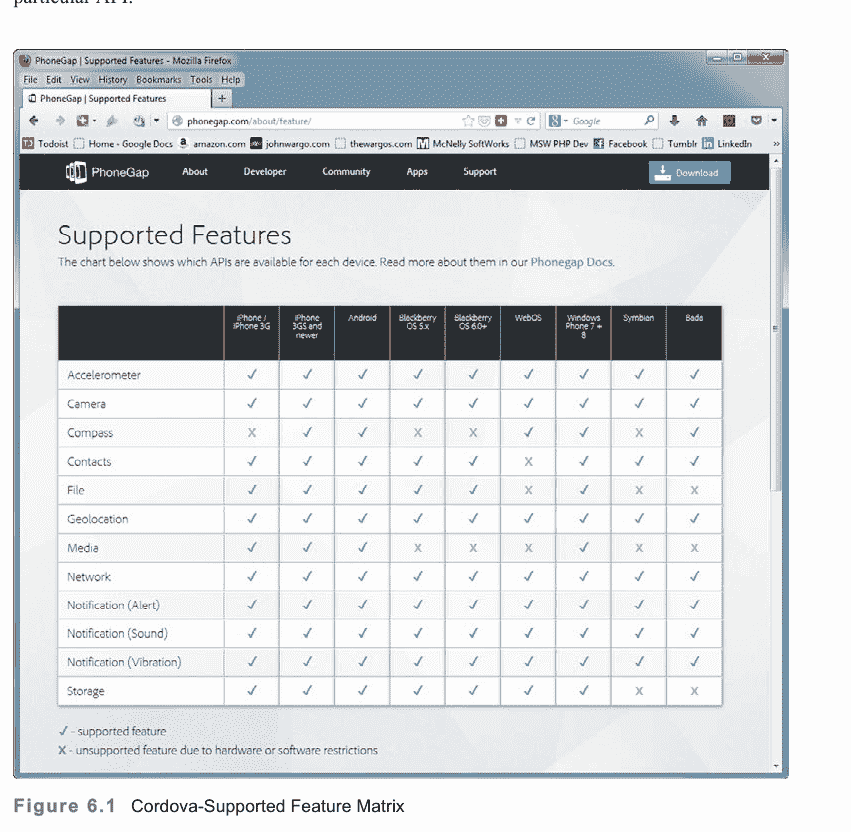 particular API.
PhoneGap | Supported Features - Mozilla Firefox
File Edit View History Bookmarks Tools Help
PhoneGap | Supported Features +
phonegap.com/about/feature/ Google
Todoist Home - Google Docs amazon.com johnwargo.com thewargos.com McNelly SoftWorks MSW PHP Dev Facebook Tumblr LinkedIn »
PhoneGap About Developer Community Apps Support Download
Supported Features
The chart below shows which APIs are available for each device. Read more about them in our Phonegap Docs.
iPhone / iPhone 3G iPhone 3GS and newer Android Blackberry OS 5.x Blackberry OS 6.0+ WebOS Windows Phone 7 + 8 Symbian Bada
Accelerometer ✓ ✓ ✓ ✓ ✓ ✓ ✓ ✓ ✓
Camera ✓ ✓ ✓ ✓ ✓ ✓ ✓ ✓ ✓
Compass X ✓ ✓ X X ✓ ✓ X ✓
Contacts ✓ ✓ ✓ ✓ ✓ X ✓ ✓ ✓
File ✓ ✓ ✓ ✓ ✓ X ✓ X X
Geolocation ✓ ✓ ✓ ✓ ✓ ✓ ✓ ✓ ✓
Media ✓ ✓ ✓ X X X ✓ X X
Network ✓ ✓ ✓ ✓ ✓ ✓ ✓ ✓ ✓
Notification (Alert) ✓ ✓ ✓ ✓ ✓ ✓ ✓ ✓ ✓
Notification (Sound) ✓ ✓ ✓ ✓ ✓ ✓ ✓ ✓ ✓
Notification (Vibration) ✓ ✓ ✓ ✓ ✓ ✓ ✓ ✓ ✓
Storage ✓ ✓ ✓ ✓ ✓ ✓ ✓ X X
✓ - supported feature
X - unsupported feature due to hardware or software restrictions
Figure 6.1 Cordova-Supported Feature Matrix